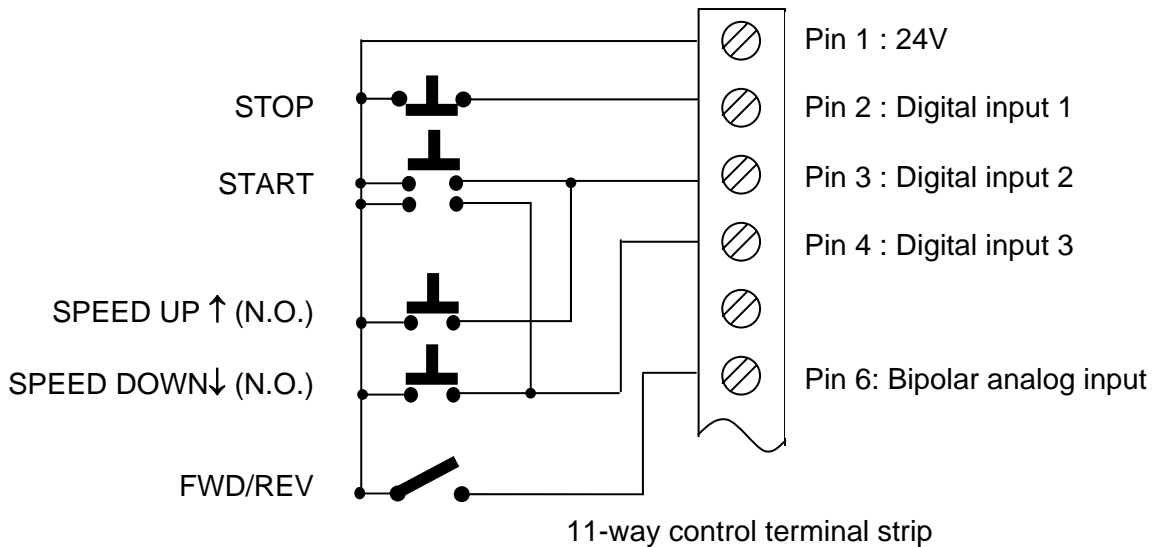 Pin 1 : 24V
STOP
Pin 2 : Digital input 1
START
Pin 3 : Digital input 2
Pin 4 : Digital input 3
SPEED UP ↑ (N.O.)
SPEED DOWN↓ (N.O.)
Pin 6: Bipolar analog input
FWD/REV
11-way control terminal strip